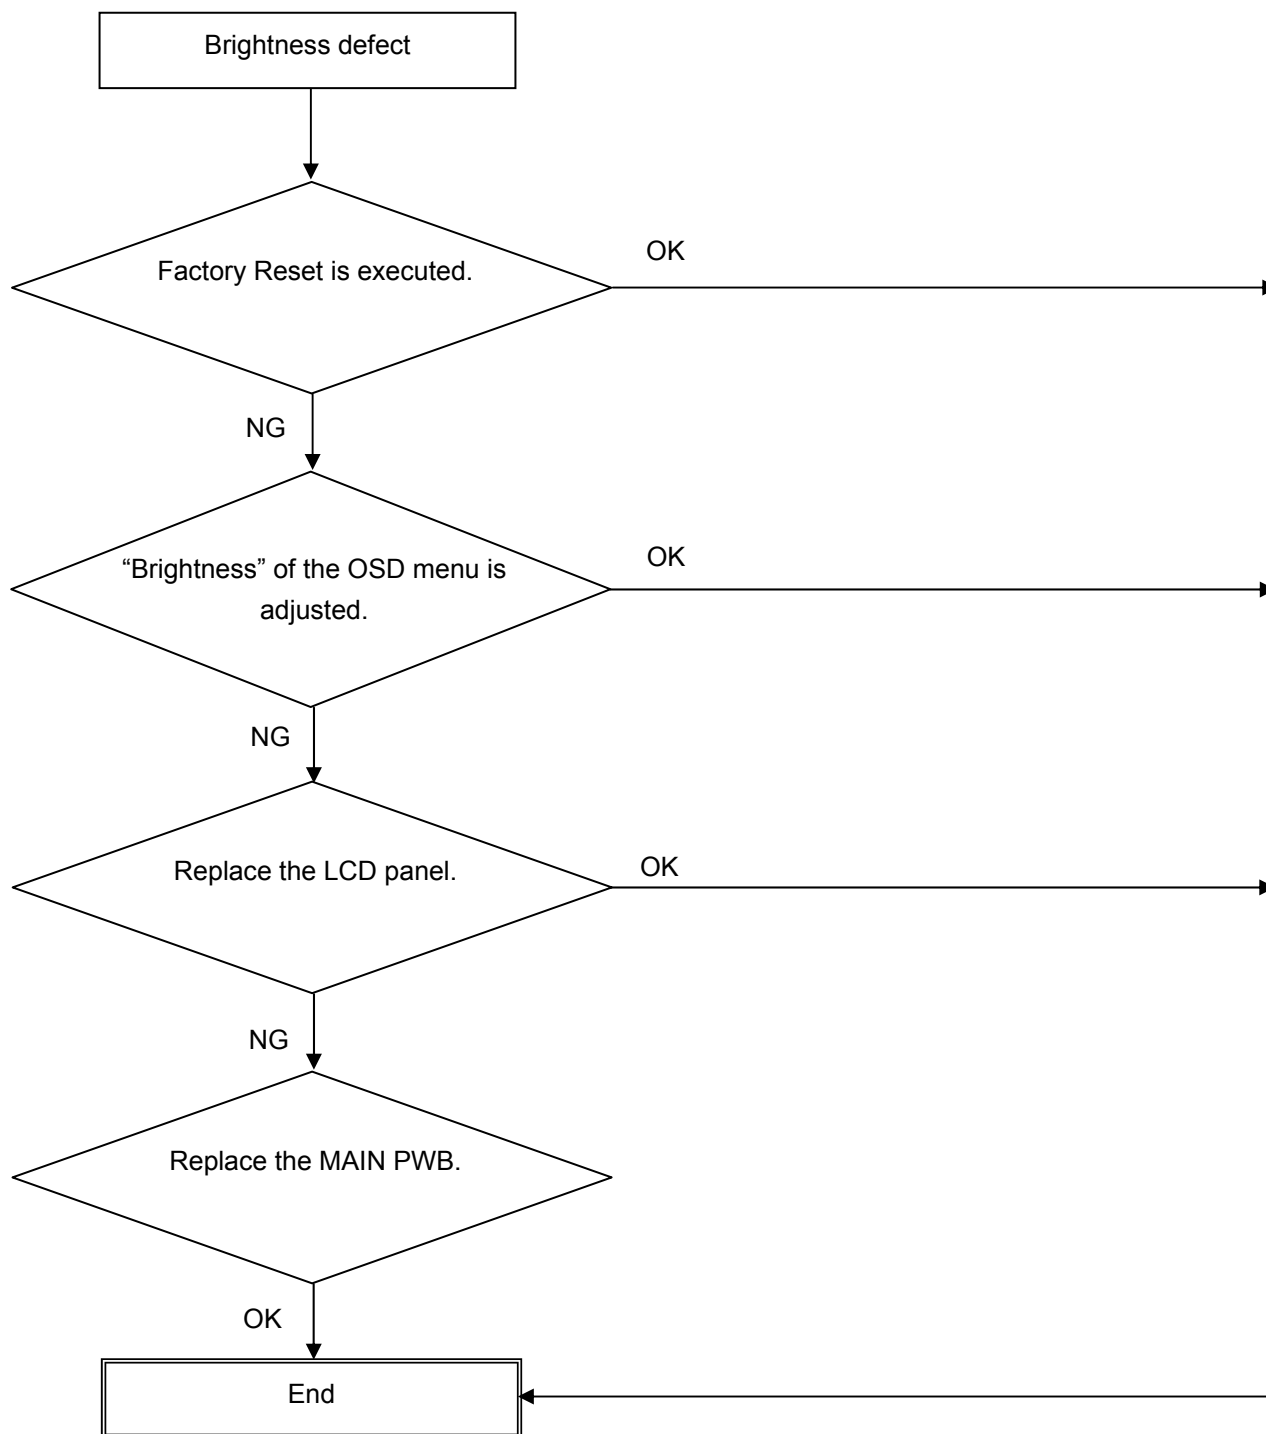 Brightness defect
Factory Reset is executed.
OK
NG
“Brightness” of the OSD menu is
adjusted.
OK
NG
Replace the LCD panel.
OK
NG
Replace the MAIN PWB.
OK
End